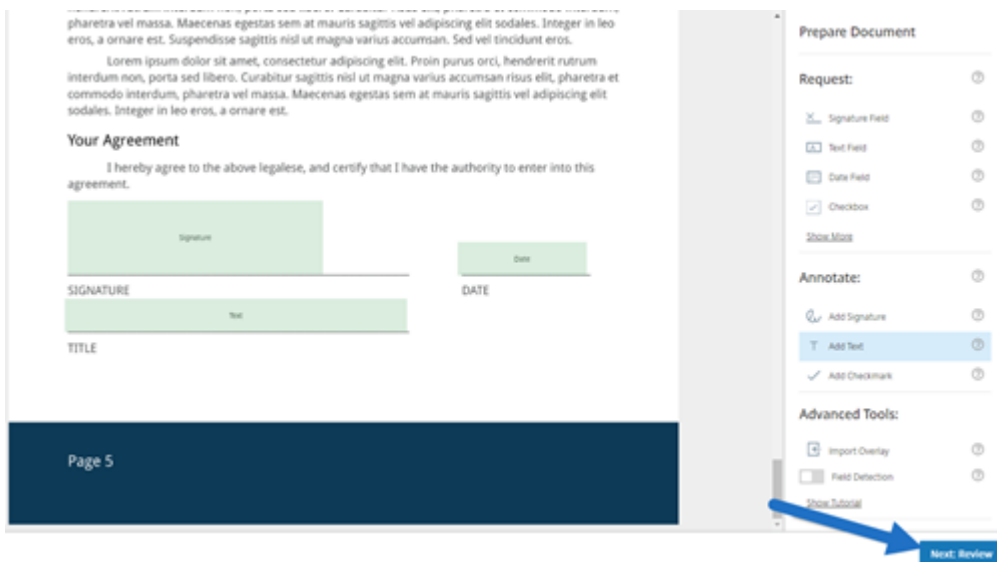 pharetra vel massa. Maecenas egestas sem at mauris sagittis vel adipiscing elit sodales. Integer in leo
eros, a ornare est. Suspendisse sagittis nisl ut magna varius accumsan. Sed vel tincidunt eros.
Lorem ipsum dolor sit amet, consectetur adipiscing elit. Proin purus orci, hendrerit rutrum
interdum non, porta sed libero. Curabitur sagittis nisl ut magna varius accumsan risus elit, pharetra et
commodo interdum, pharetra vel massa. Maecenas egestas sem at mauris sagittis vel adipiscing elit
sodales. Integer in leo eros, a ornare est.
Your Agreement
I hereby agree to the above legalese, and certify that I have the authority to enter into this
agreement.
Signature
Date
SIGNATURE
DATE
Text
TITLE
Page 5
Prepare Document
Request:
Signature Field
Text Field
Date Field
Checkbox
Show More
Annotate:
Add Signature
T Add Text
Add Checkmark
Advanced Tools:
Import Overlay
Field Detection
Show Tutorial
Next: Review